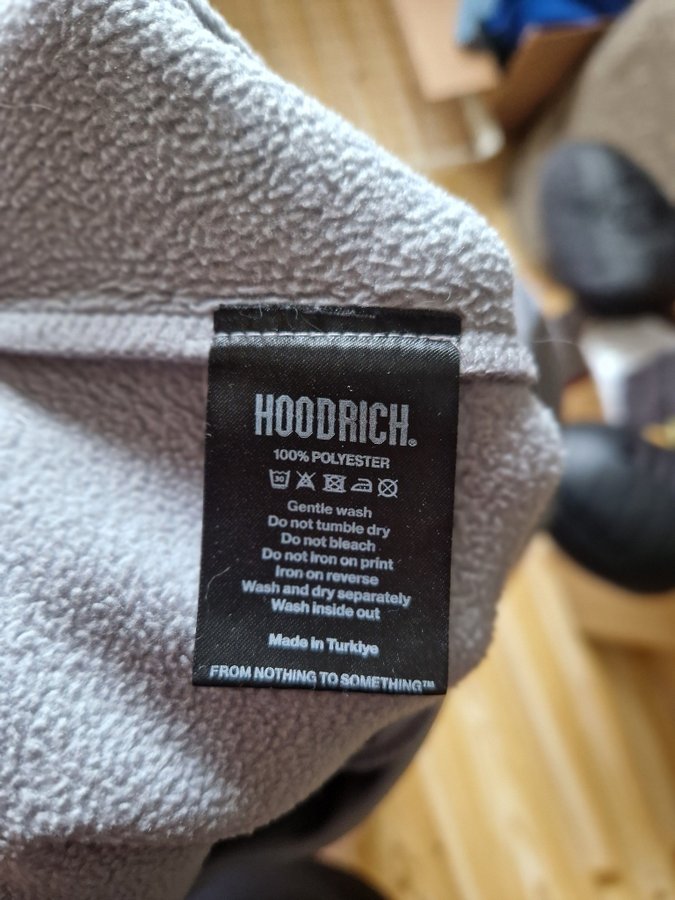 HOODRICH®
100% POLYESTER
30
Gentle wash
Do not tumble dry
Do not bleach
Do not iron on print
Iron on reverse
Wash and dry separately
Wash inside out
Made in Turkiye
FROM NOTHING TO SOMETHING™